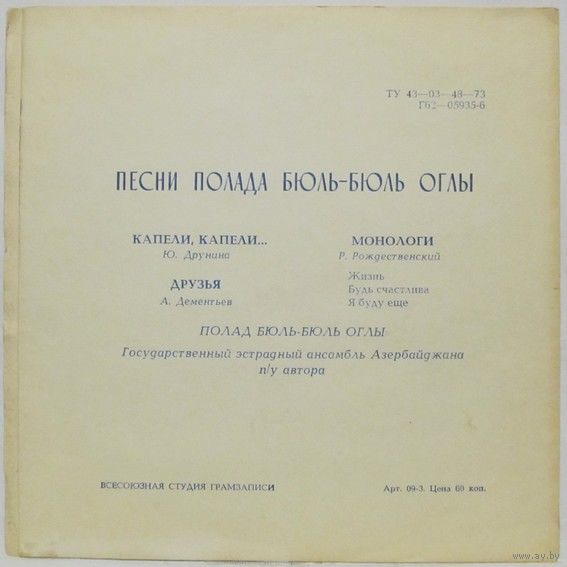 ТУ 43—03—48—73
Г62—05935-6
ПЕСНИ ПОЛАДА БЮЛЬ-БЮЛЬ ОГЛЫ
КАПЕЛИ, КАПЕЛИ...
Ю. Друнина
ДРУЗЬЯ
А. Дементьев
МОНОЛОГИ
Р. Рождественский
Жизнь
Будь счастлива
Я буду еще
ПОЛАД БЮЛЬ-БЮЛЬ ОГЛЫ
Государственный эстрадный ансамбль Азербайджана
п/у автора
ВСЕСОЮЗНАЯ СТУДИЯ ГРАМЗАПИСИ
Арт. 09-3. Цена 60 коп.
www.ay.by